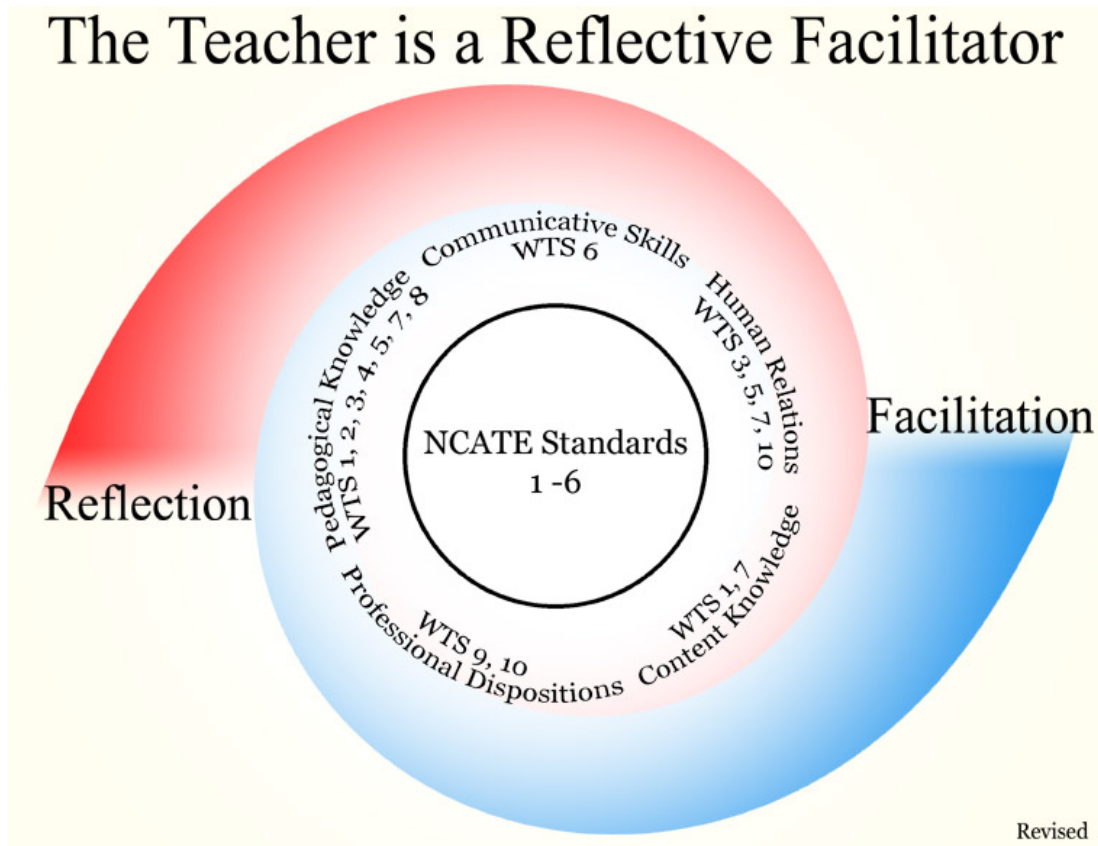 The Teacher is a Reflective Facilitator
Communicative Skills
WTS 6
Human Relations
WTS 3, 5, 7, 10
Pedagogical Knowledge
WTS 1, 2, 3, 4, 5, 7, 8
NCATE Standards
1 -6
Facilitation
Reflection
WTS 1, 7
Content Knowledge
WTS 9, 10
Professional Dispositions
Revised